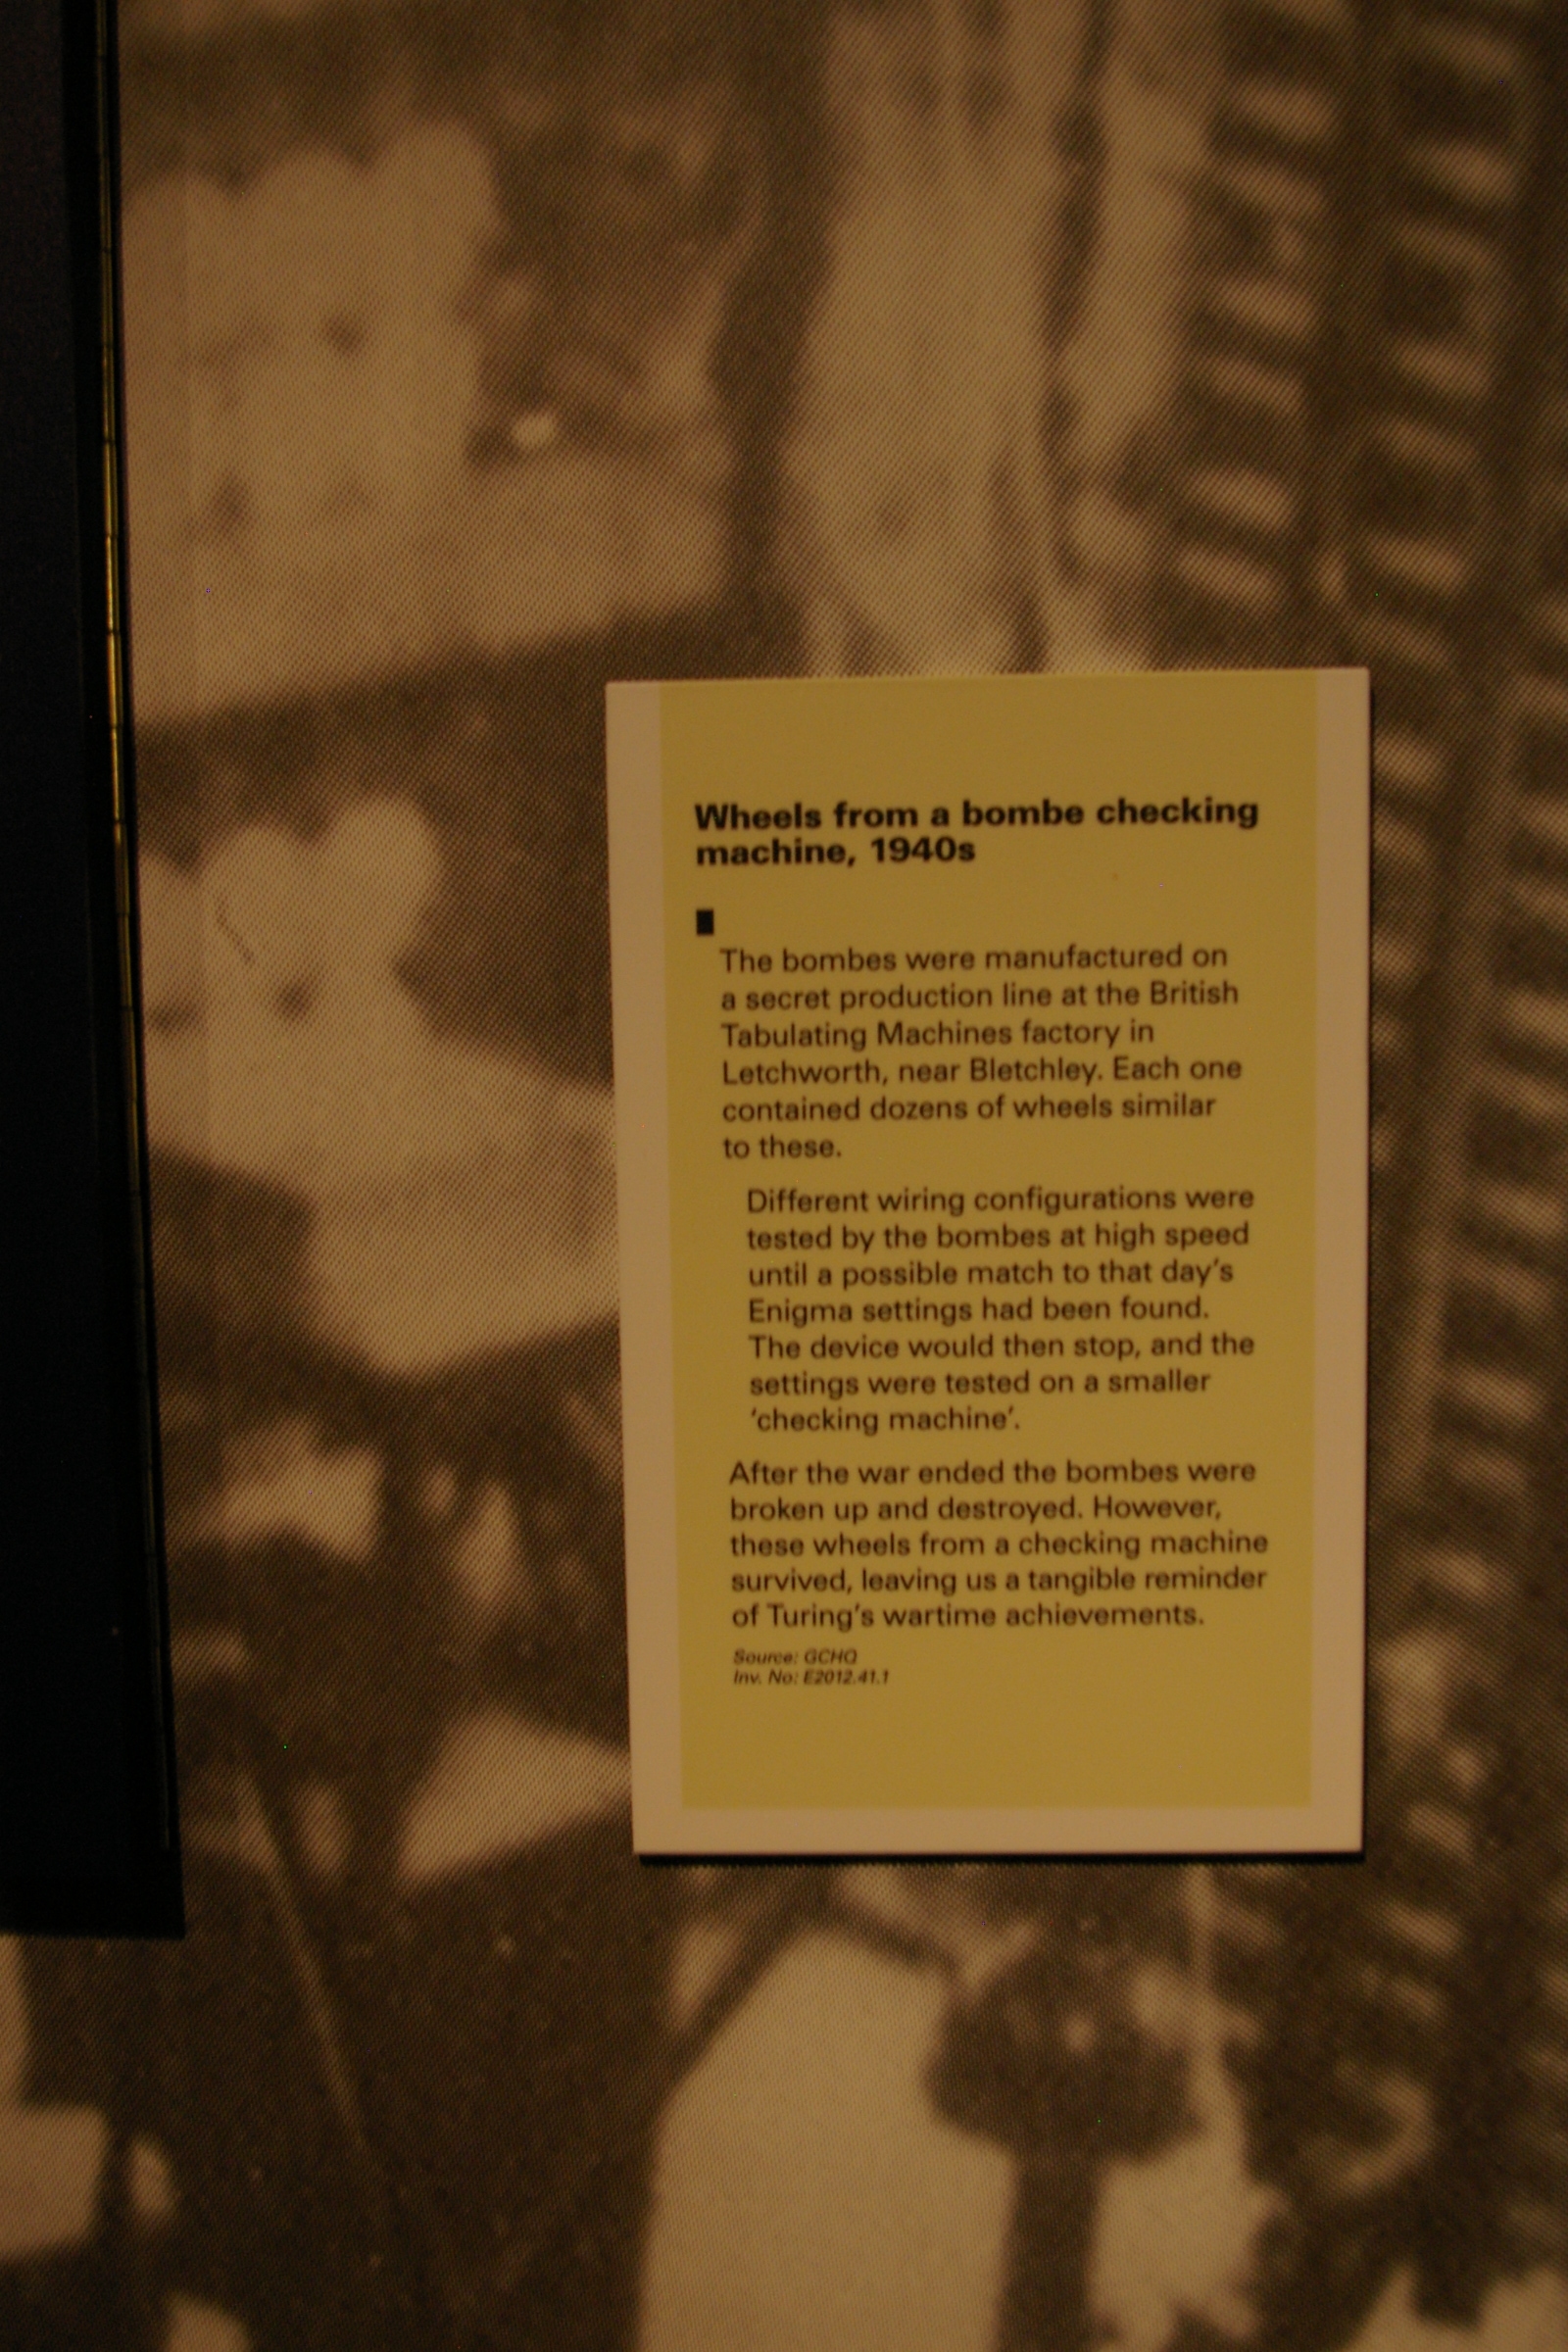 Wheels from a bombe checking
machine, 1940s
The bombes were manufactured on
a secret production line at the British
Tabulating Machines factory in
Letchworth, near Bletchley. Each one
contained dozens of wheels similar
to these.
Different wiring configurations were
tested by the bombes at high speed
until a possible match to that day's
Enigma settings had been found.
The device would then stop, and the
settings were tested on a smaller
‘checking machine’.
After the war ended the bombes were
broken up and destroyed. However,
these wheels from a checking machine
survived, leaving us a tangible reminder
of Turing's wartime achievements.
Source: GCHQ
Inv. No: E2012.41.1